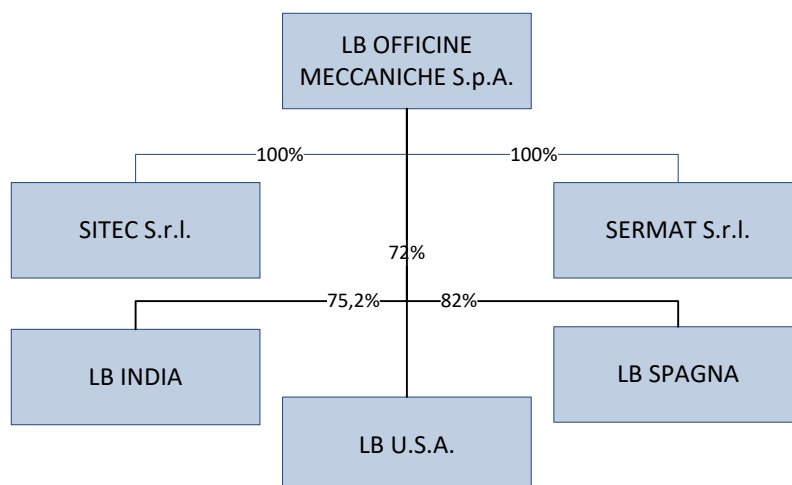 LB OFFICINE
MECCANICHE S.p.A.
100%
100%
SITEC S.r.l.
SERMAT S.r.l.
72%
75,2%
82%
LB INDIA
LB SPAGNA
LB U.S.A.